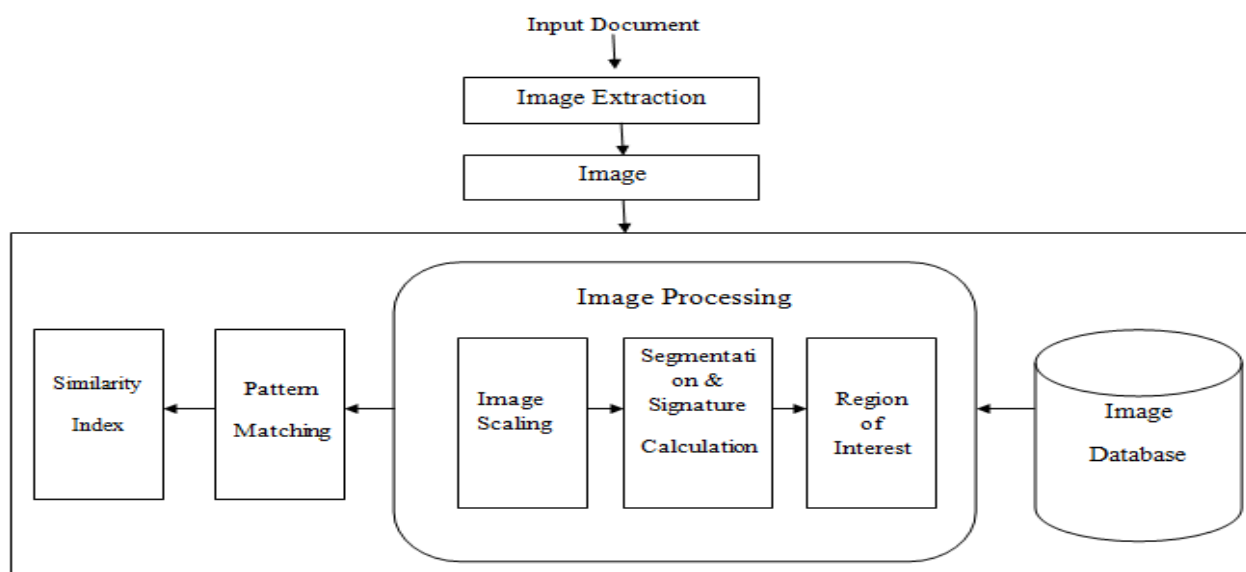 Input Document
Image Extraction
Image
Image Processing
Similarity
Index
Pattern
Matching
Image
Scaling
Segmentati
on &
Signature
Calculation
Region
of
Interest
Image
Database